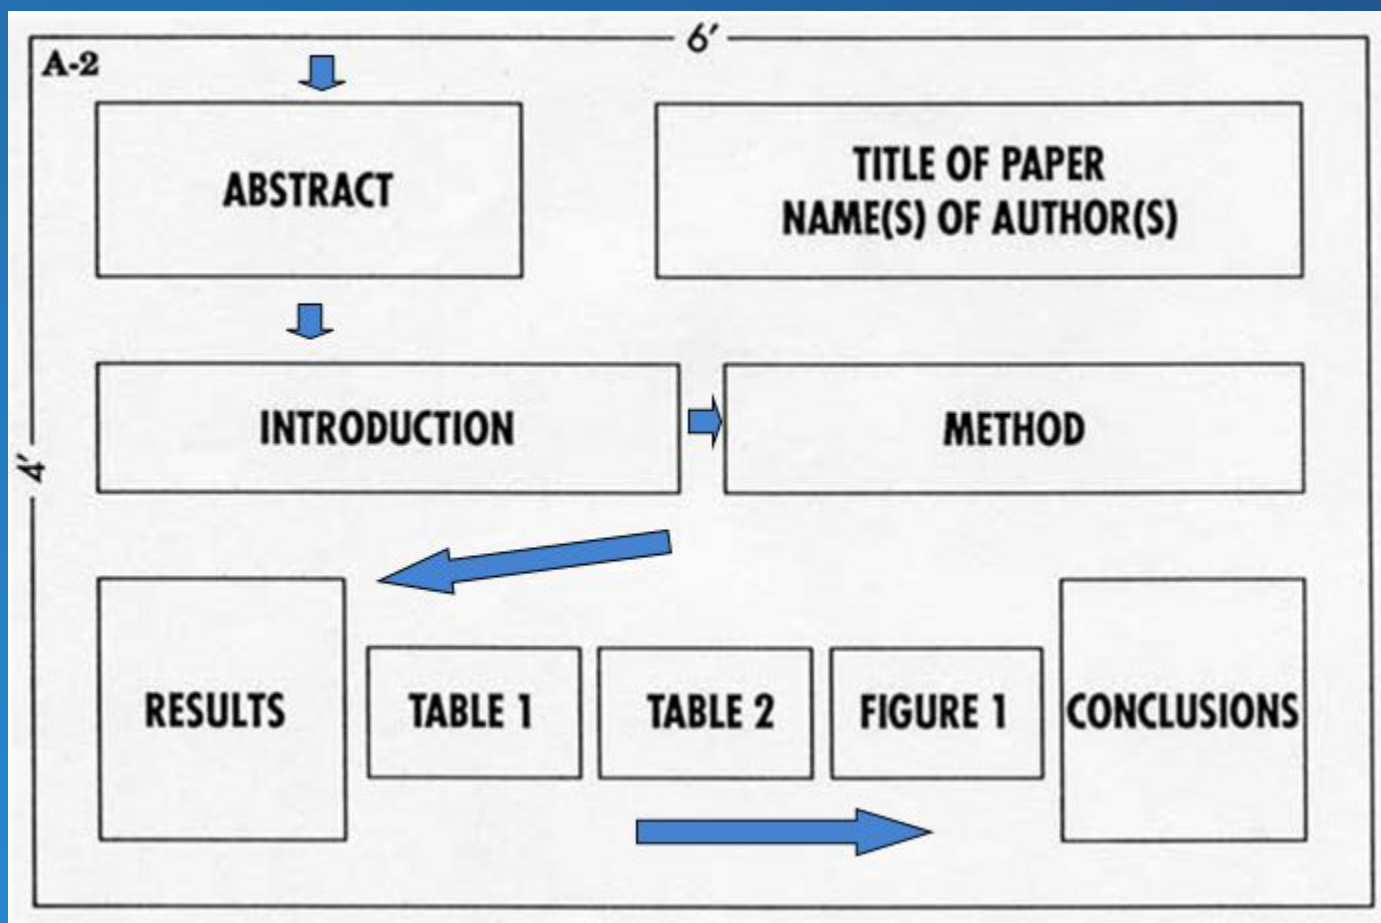 6′
A-2
ABSTRACT
TITLE OF PAPER
NAME(S) OF AUTHOR(S)
4′
INTRODUCTION
METHOD
RESULTS
TABLE 1
TABLE 2
FIGURE 1
CONCLUSIONS